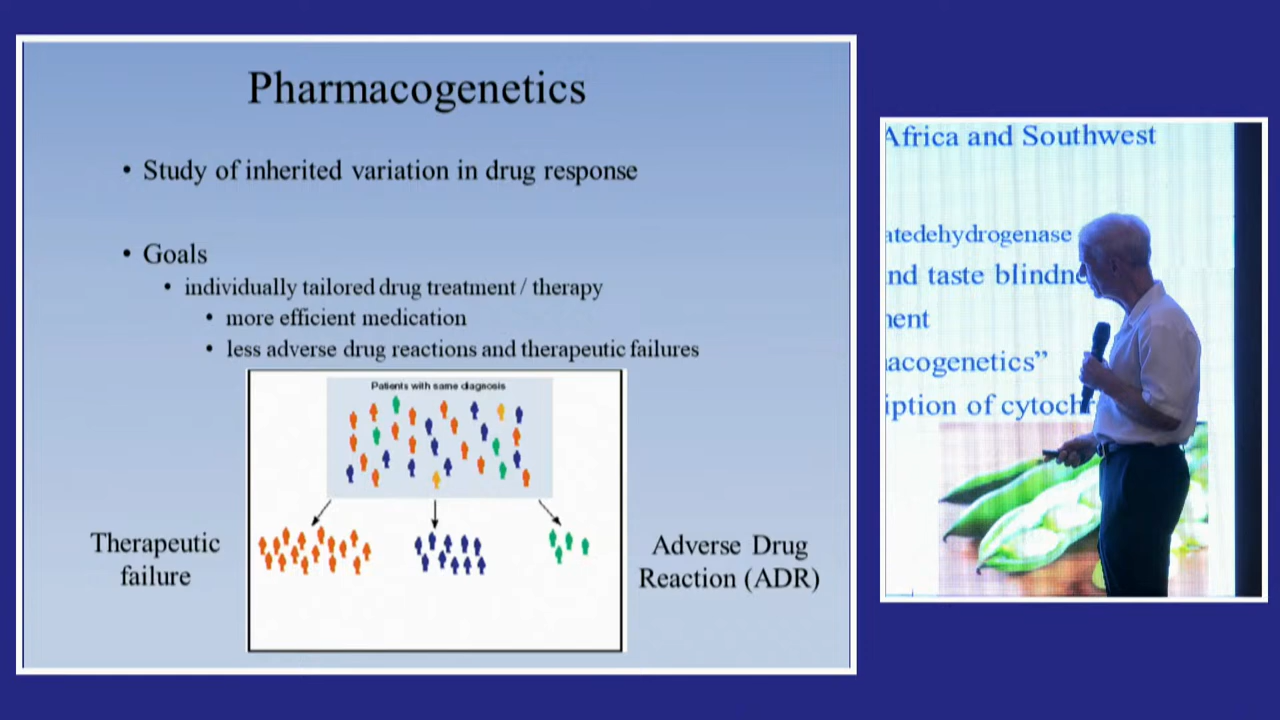 Pharmacogenetics
• Study of inherited variation in drug response
• Goals
• individually tailored drug treatment / therapy
• more efficient medication
• less adverse drug reactions and therapeutic failures
Patients with same diagnosis
Therapeutic
failure
Adverse Drug
Reaction (ADR)
Africa and Southwest
atedehydrogenase
nd taste blindn
ent
acogenetics”
iption of cytoch